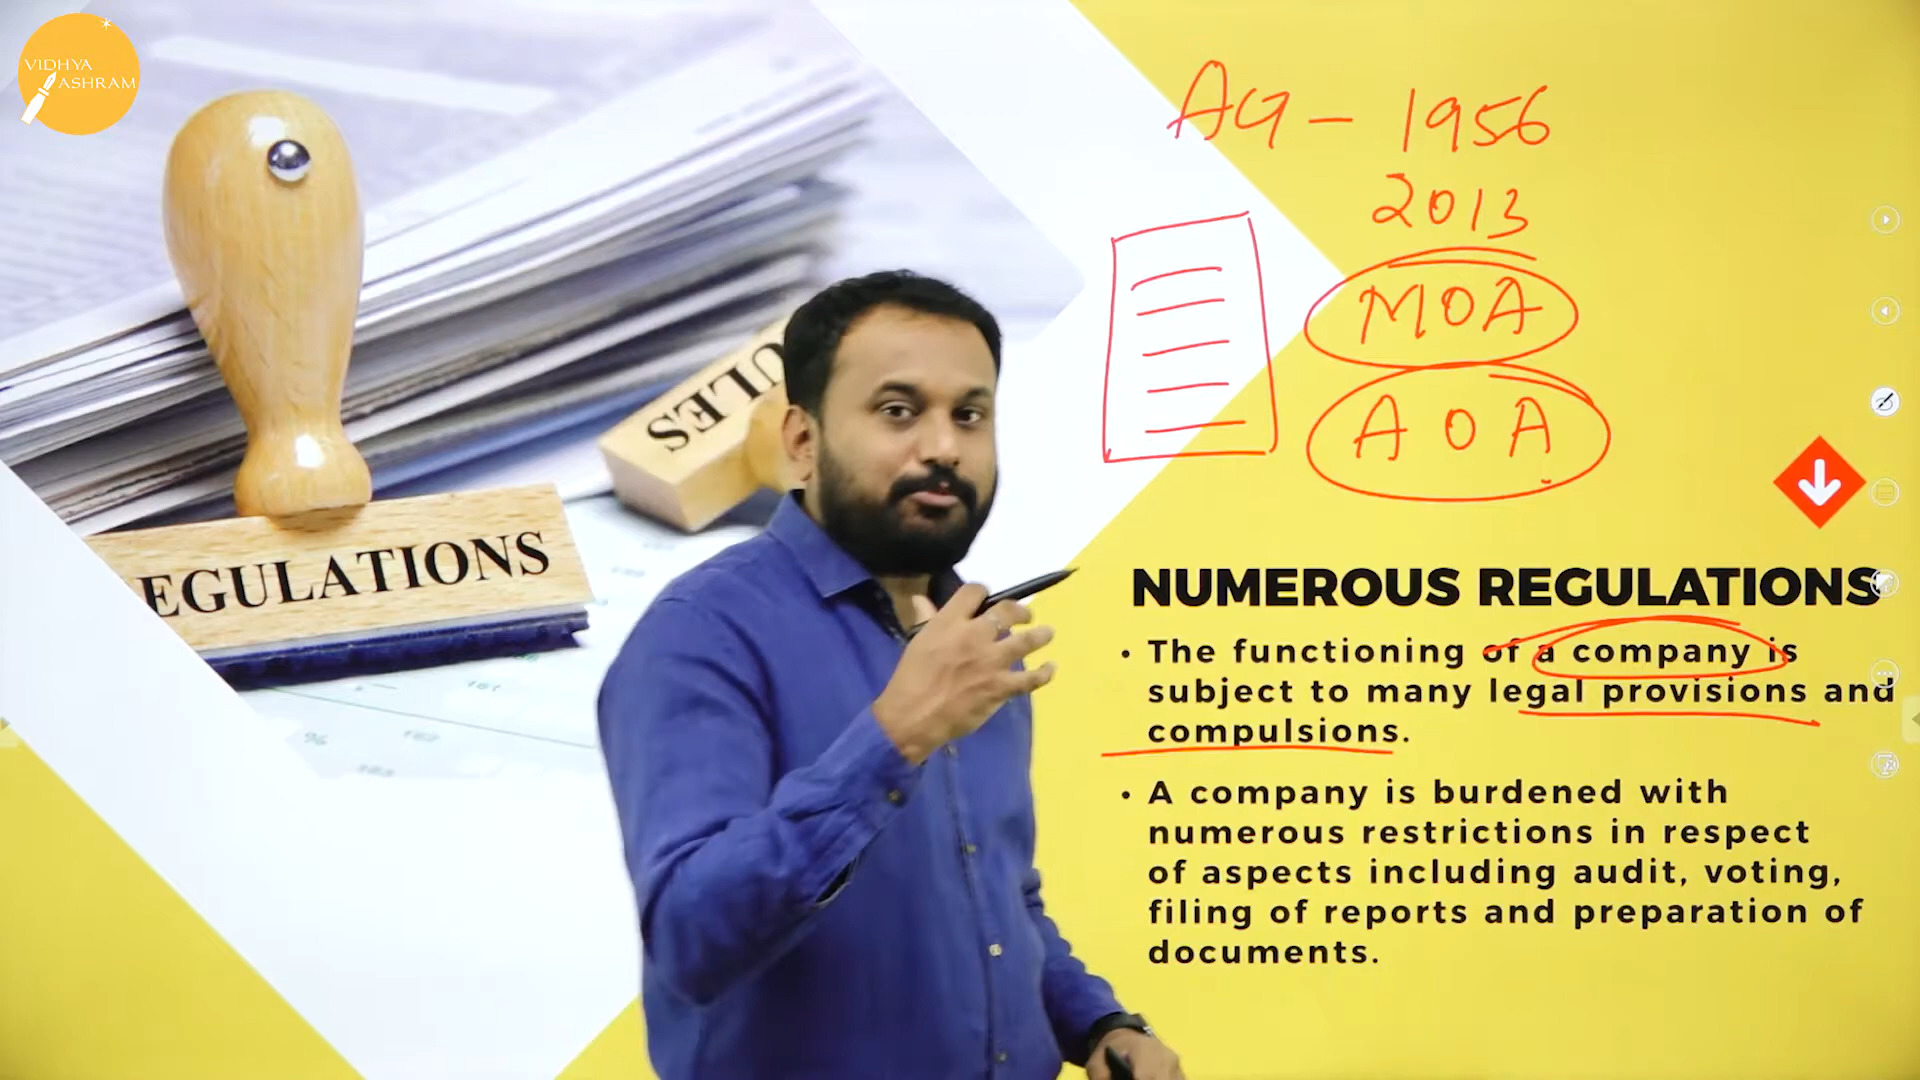 VIDHYA
ASHRAM
EGULATIONS
ULES
ACT - 1956
2013
MOA
AOA
NUMEROUS REGULATIONS
• The functioning of a company is
subject to many legal provisions and
compulsions.
• A company is burdened with
numerous restrictions in respect
of aspects including audit, voting,
filing of reports and preparation of
documents.